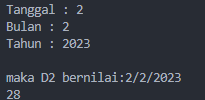 Tanggal : 2
Bulan : 2
Tahun : 2023
maka D2 bernilai:2/2/2023
28